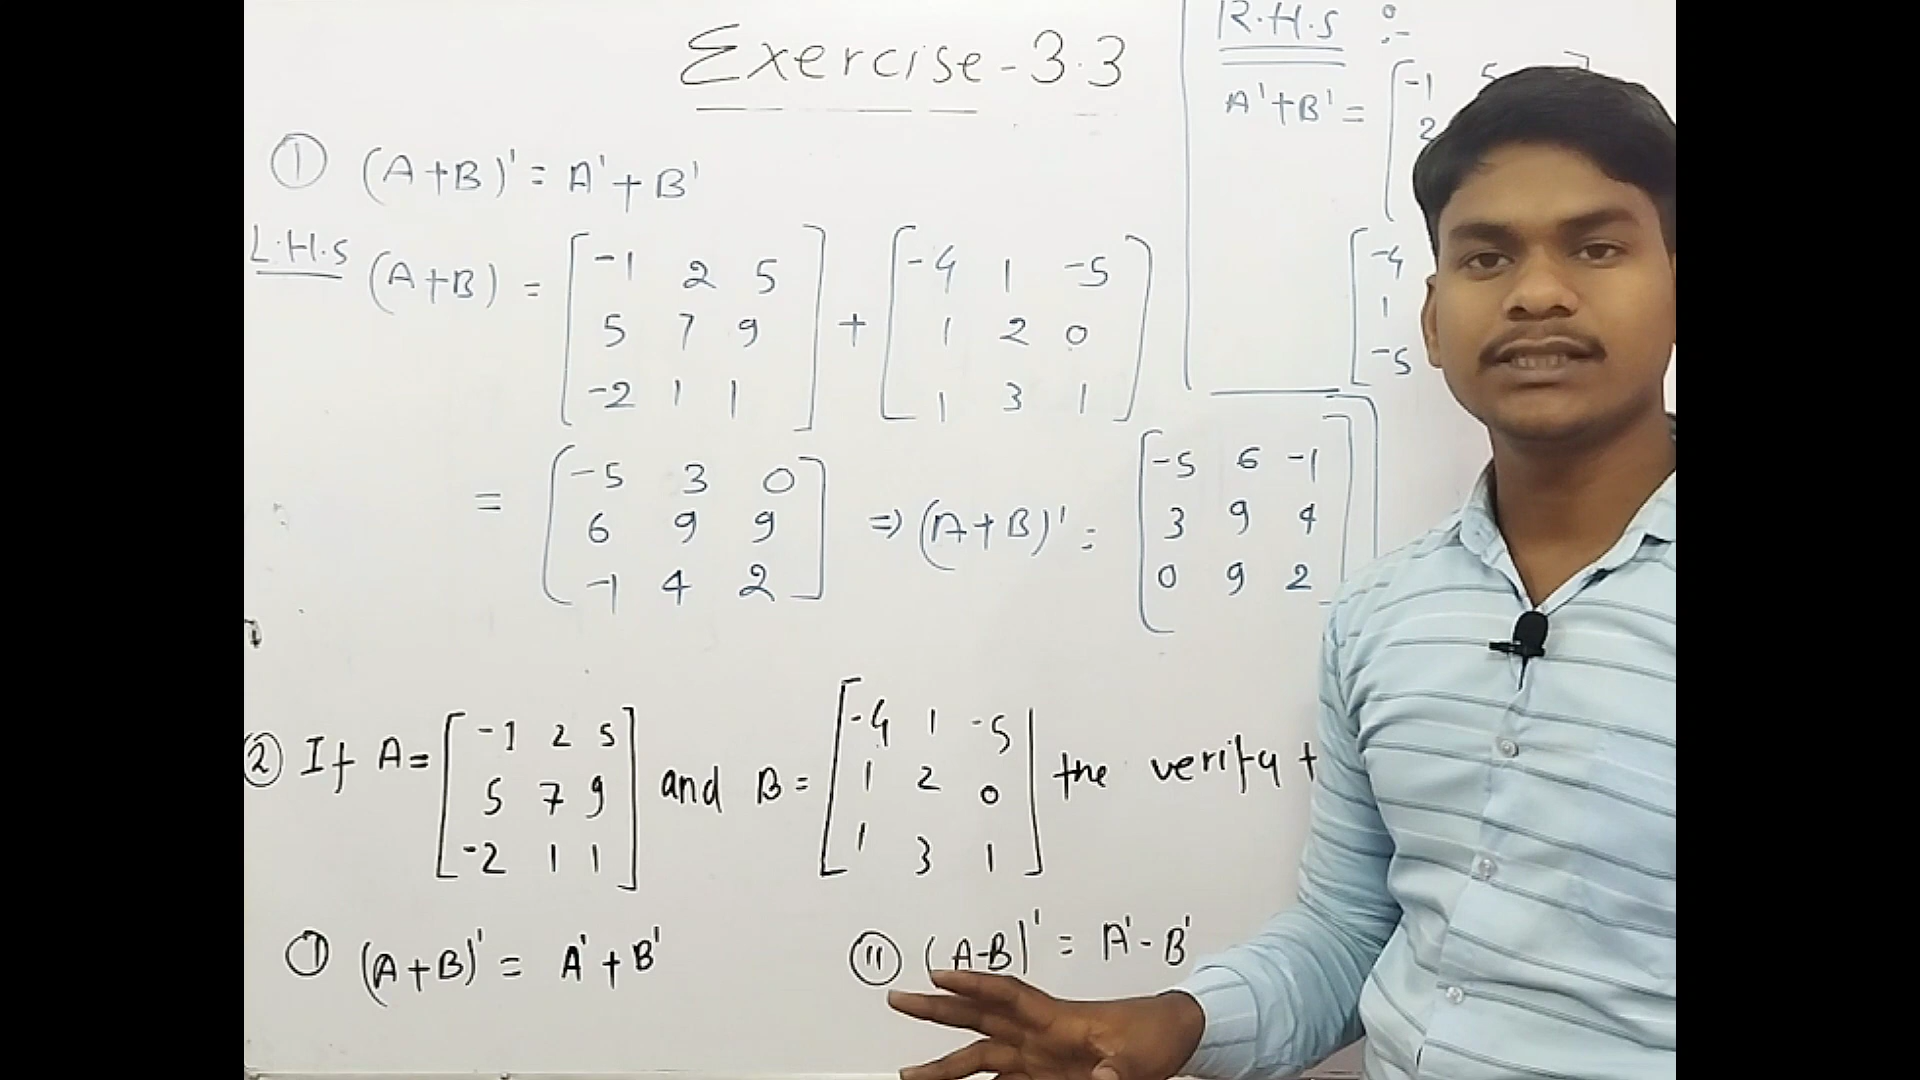 Exercise-3.3
① (A+B)' = A' + B'
L.H.S (A+B) = [-1 2 5
5 7 9
-2 1 1] + [-4 1 -5
1 2 0
1 3 1]
= [-5 3 0
6 9 9
-1 4 2] ⇒ (A+B)' = [-5 6 -1
3 9 4
0 9 2]
R.H.S :-
A'+B' = [-1
2
[-4
1
-5
② If A = [-1 2 5
5 7 9
-2 1 1] and B = [-4 1 -5
1 2 0
1 3 1] the verify
① (A+B)' = A' + B'
⑪ (A-B)' = A' - B'